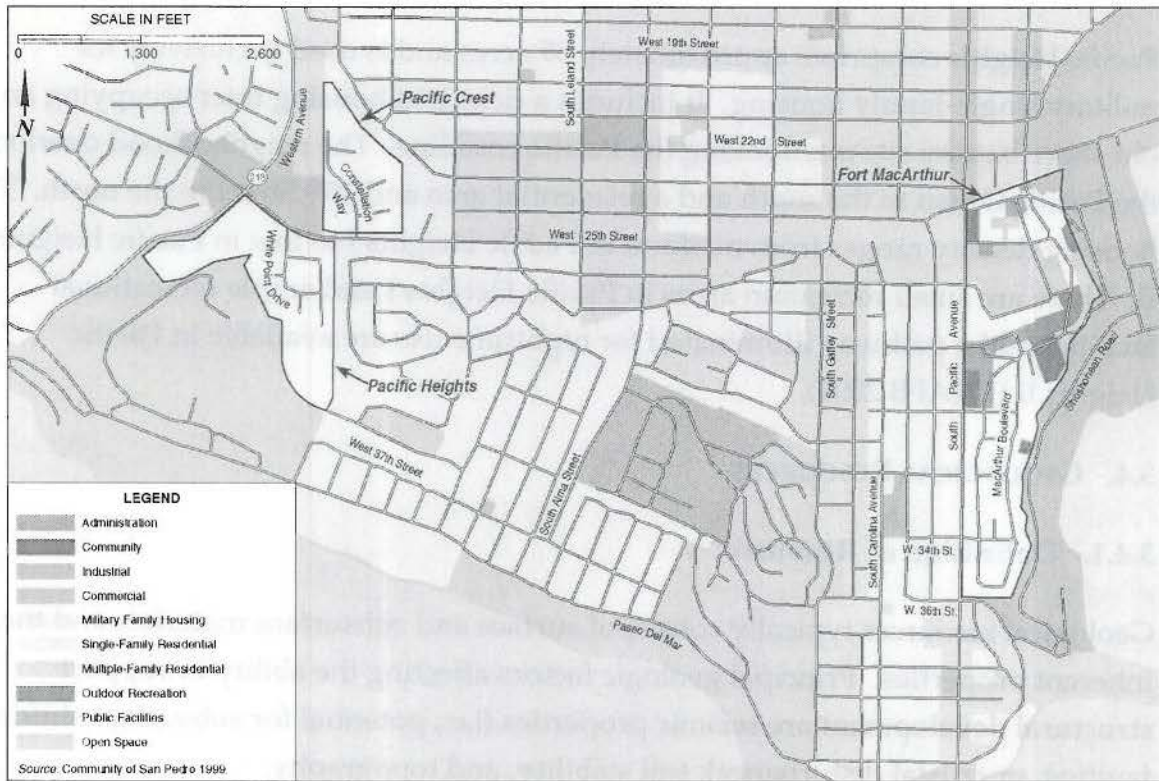 SCALE IN FEET
0 1,300 2,600
N
West 19th Street
South Leland Street
Pacific Crest
Western Avenue
West 22nd Street
Fort MacArthur
213
Constellation
Way
West 25th Street
White Point Drive
South Gaffey Street
South Pacific Avenue
Pacific Heights
MacArthur Boulevard
West 37th Street
South Alma Street
South Carolina Avenue
W. 34th St.
W. 36th St.
Paseo Del Mar
LEGEND
Administration
Community
Industrial
Commercial
Military Family Housing
Single-Family Residential
Multiple-Family Residential
Outdoor Recreation
Public Facilities
Open Space
Source: Community of San Pedro 1999.